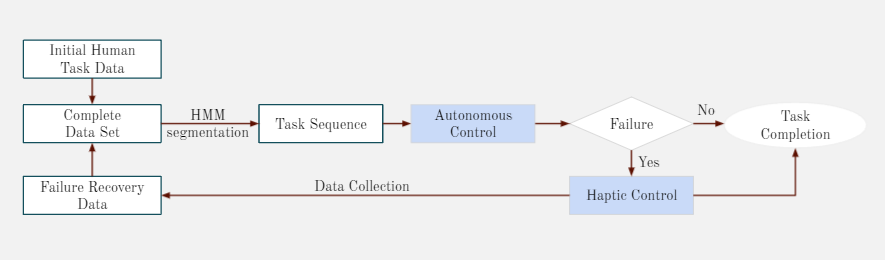 Initial Human
Task Data
Complete
Data Set
HMM
segmentation
Task Sequence
Autonomous
Control
Failure
No
Task
Completion
Yes
Failure Recovery
Data
Data Collection
Haptic Control